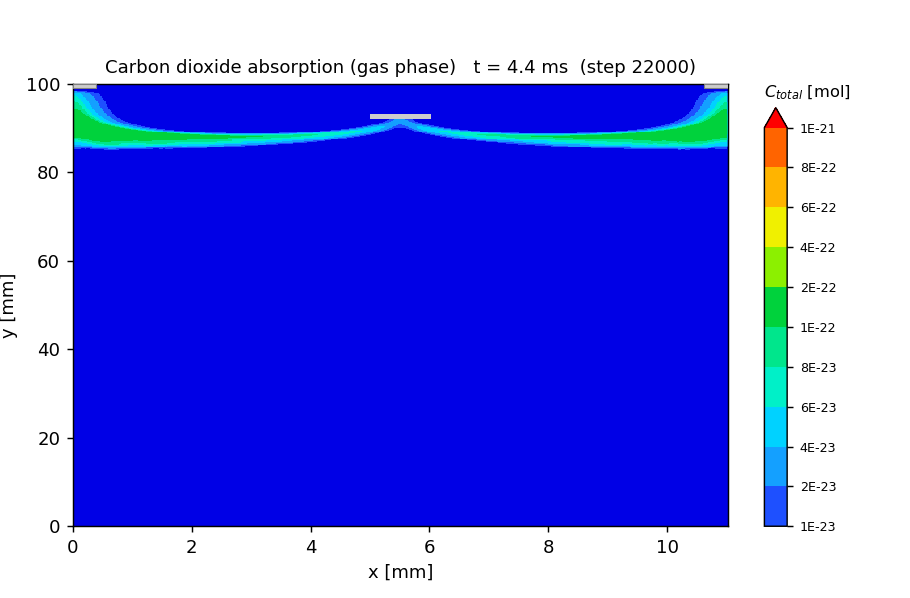 Carbon dioxide absorption (gas phase)   t = 4.4 ms  (step 22000)
C_total [mol]
100
80
60
40
20
0
y [mm]
0 2 4 6 8 10
x [mm]
1E-21
8E-22
6E-22
4E-22
2E-22
1E-22
8E-23
6E-23
4E-23
2E-23
1E-23